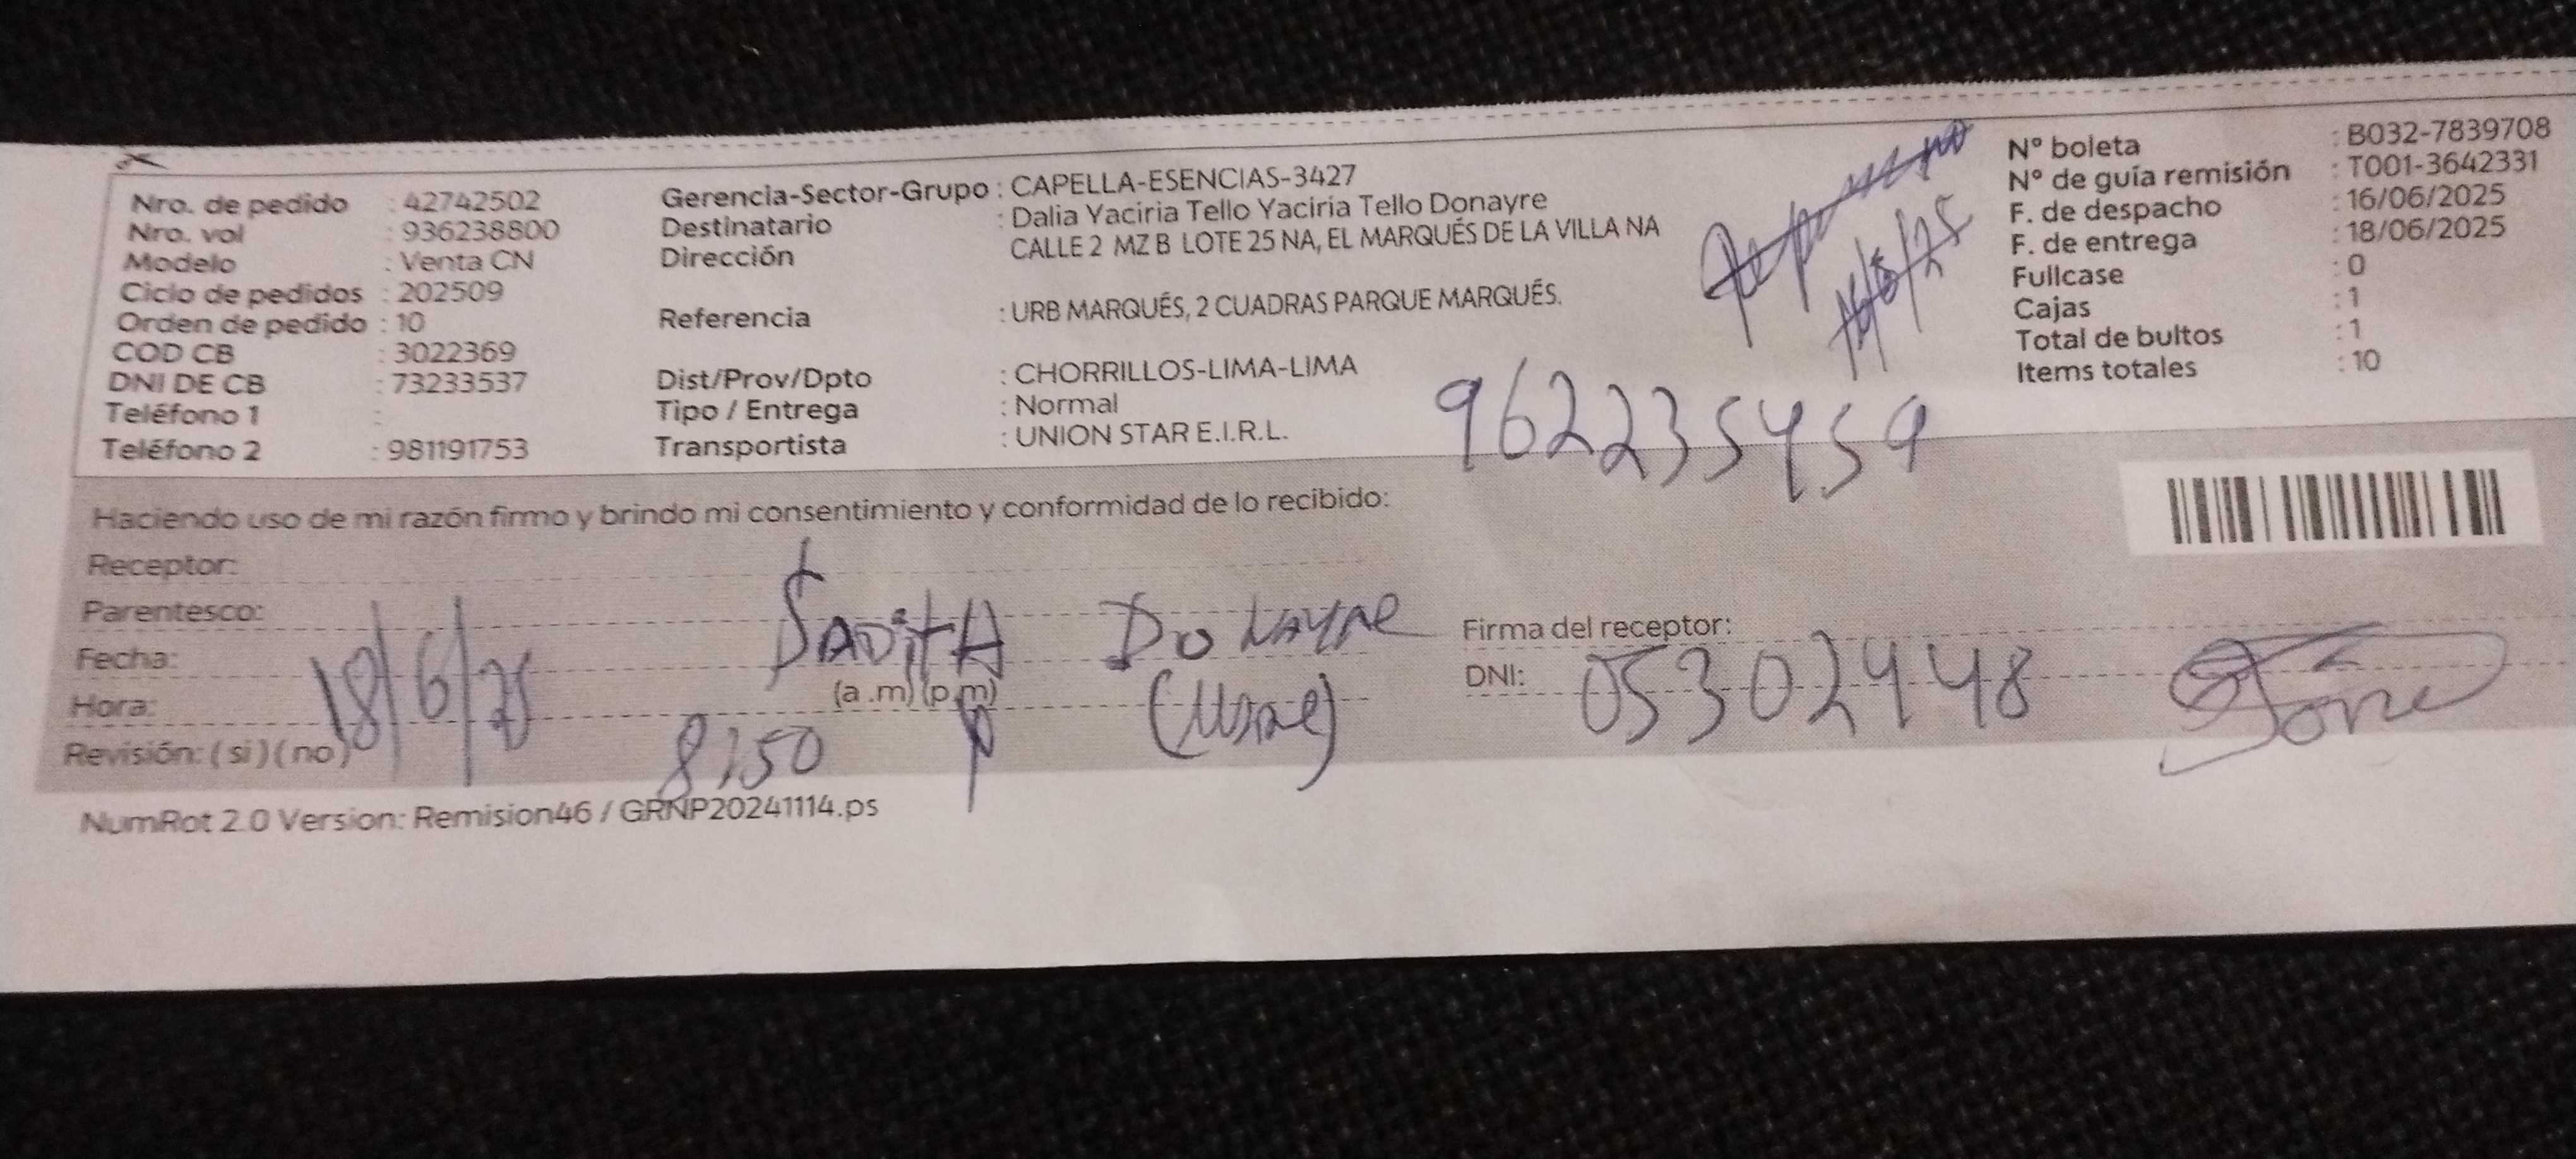 Nro. de pedido : 42742502
Nro. vol : 936238800
Modelo : Venta CN
Ciclo de pedidos : 202509
Orden de pedido : 10
COD CB : 3022369
DNI DE CB : 73233537
Teléfono 1 :
Teléfono 2 : 981191753
Gerencia-Sector-Grupo : CAPELLA-ESENCIAS-3427
Destinatario : Dalia Yaciria Tello Yaciria Tello Donayre
Dirección CALLE 2 MZ B LOTE 25 NA, EL MARQUÉS DE LA VILLA NA
Referencia : URB MARQUÉS, 2 CUADRAS PARQUE MARQUÉS.
Dist/Prov/Dpto : CHORRILLOS-LIMA-LIMA
Tipo / Entrega : Normal
Transportista : UNION STAR E.I.R.L.
962235459
N° boleta : B032-7839708
N° de guía remisión : T001-3642331
F. de despacho : 16/06/2025
F. de entrega : 18/06/2025
Fullcase : 0
Cajas : 1
Total de bultos : 1
Items totales : 10
Haciendo uso de mi razón firmo y brindo mi consentimiento y conformidad de lo recibido:
Receptor:
Parentesco: SADITH DONAYRE
Fecha: 18/6/25
Hora: 8:50 (a .m) (p.m)
Revisión: ( si ) ( no )
Firma del receptor:
DNI: 05302448
NumRot 2.0 Version: Remision46 / GRNP20241114.ps